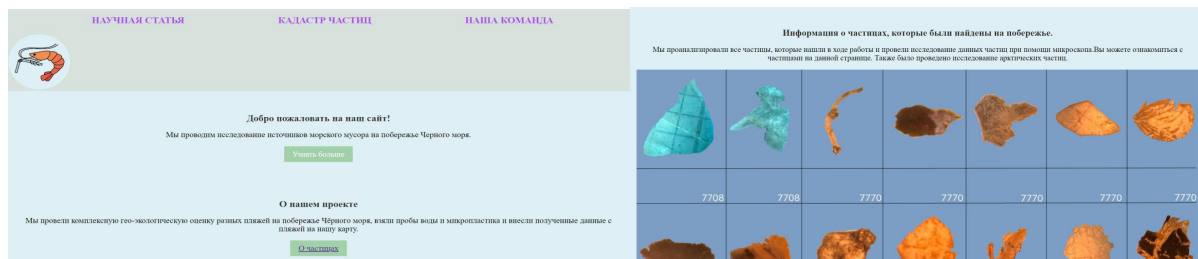 НАУЧНАЯ СТАТЬЯ КАДАСТР ЧАСТИЦ НАША КОМАНДА
Добро пожаловать на наш сайт!
Мы проводим исследование источников морского мусора на побережье Черного моря.
Узнать больше
О нашем проекте
Мы провели комплексную гео-экологическую оценку разных пляжей на побережье Чёрного моря, взяли пробы воды и микропластика и внесли полученные данные с
пляжей на нашу карту.
О частицах
Информация о частицах, которые были найдены на побережье.
Мы проанализировали все частицы, которые нашли в ходе работы и провели исследование данных частиц при помощи микроскопа.Вы можете ознакомиться с
частицами на данной странице. Также было проведено исследование арктических частиц.
7708 7708 7770 7770 7770 7770 7770